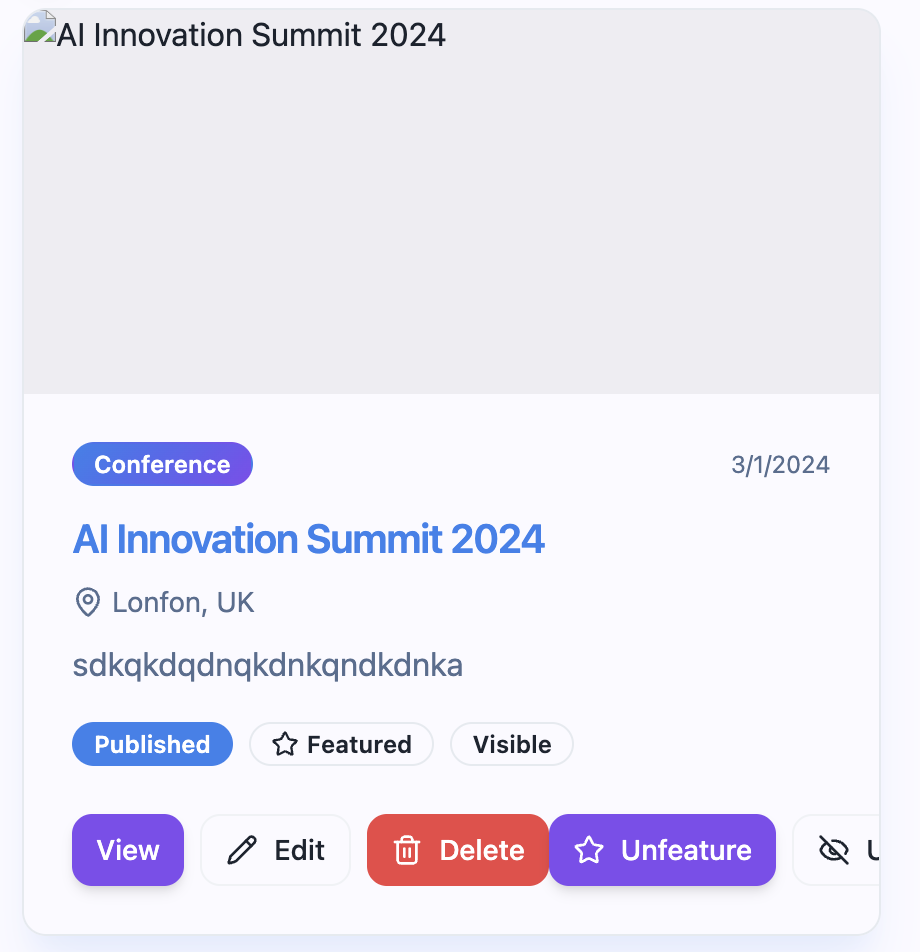 AI Innovation Summit 2024
Conference 3/1/2024
AI Innovation Summit 2024
Lonfon, UK
sdkqkdqdnqkdnkqndkdnka
Published Featured Visible
View Edit Delete Unfeature